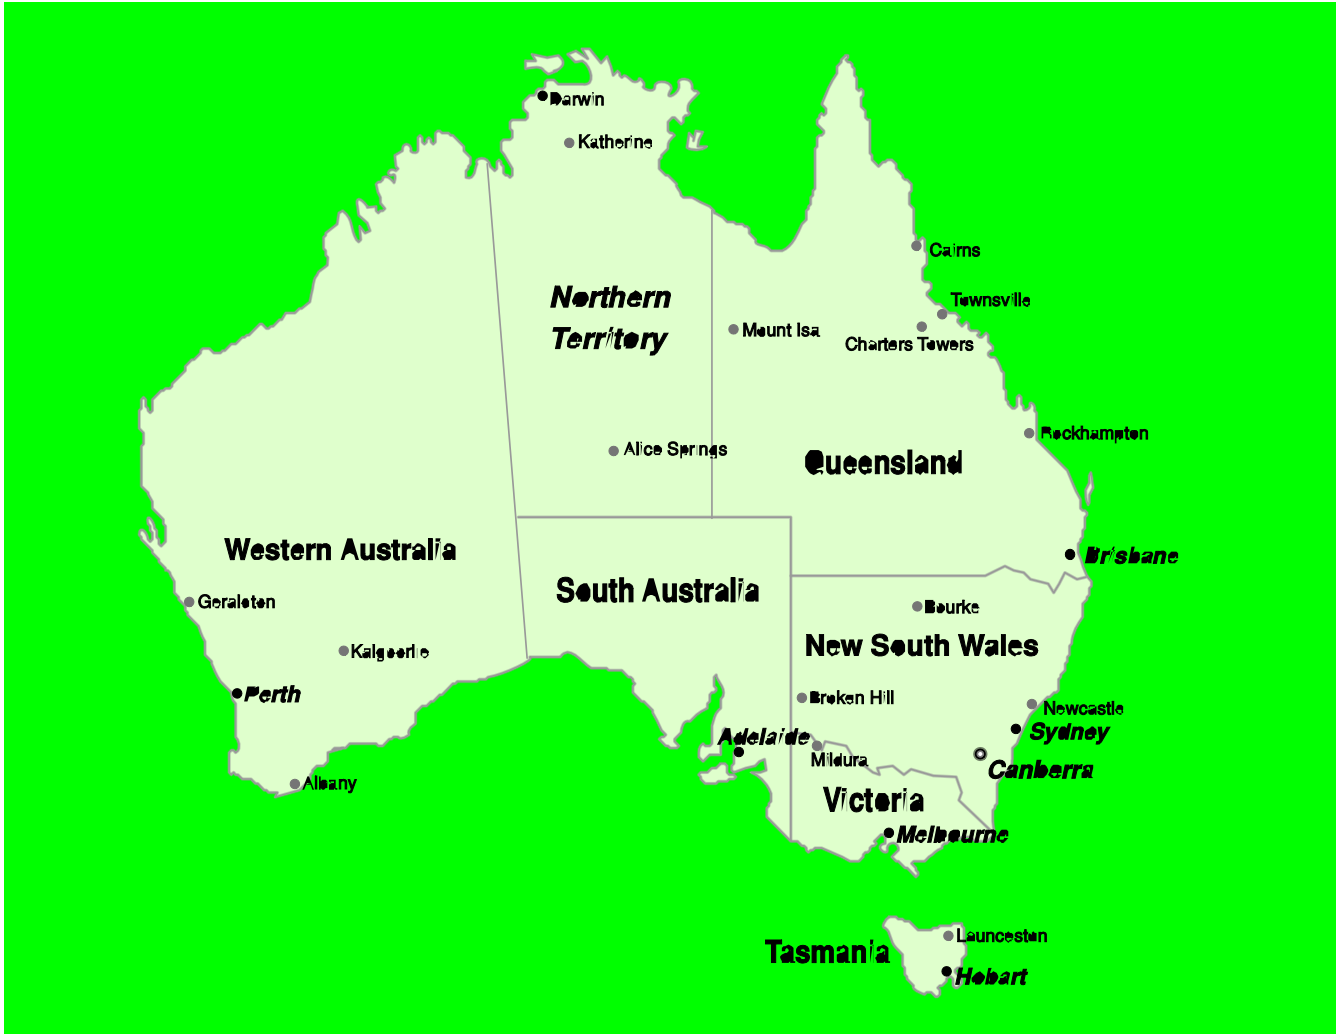 Darwin
Katherine
Cairns
Northern
Territory
Townsville
Mount Isa
Charters Towers
Rockhampton
Alice Springs
Queensland
Western Australia
Brisbane
South Australia
Geraldton
Bourke
New South Wales
Kalgoorlie
Perth
Broken Hill
Newcastle
Adelaide
Sydney
Mildura
Canberra
Albany
Victoria
Melbourne
Launceston
Tasmania
Hobart